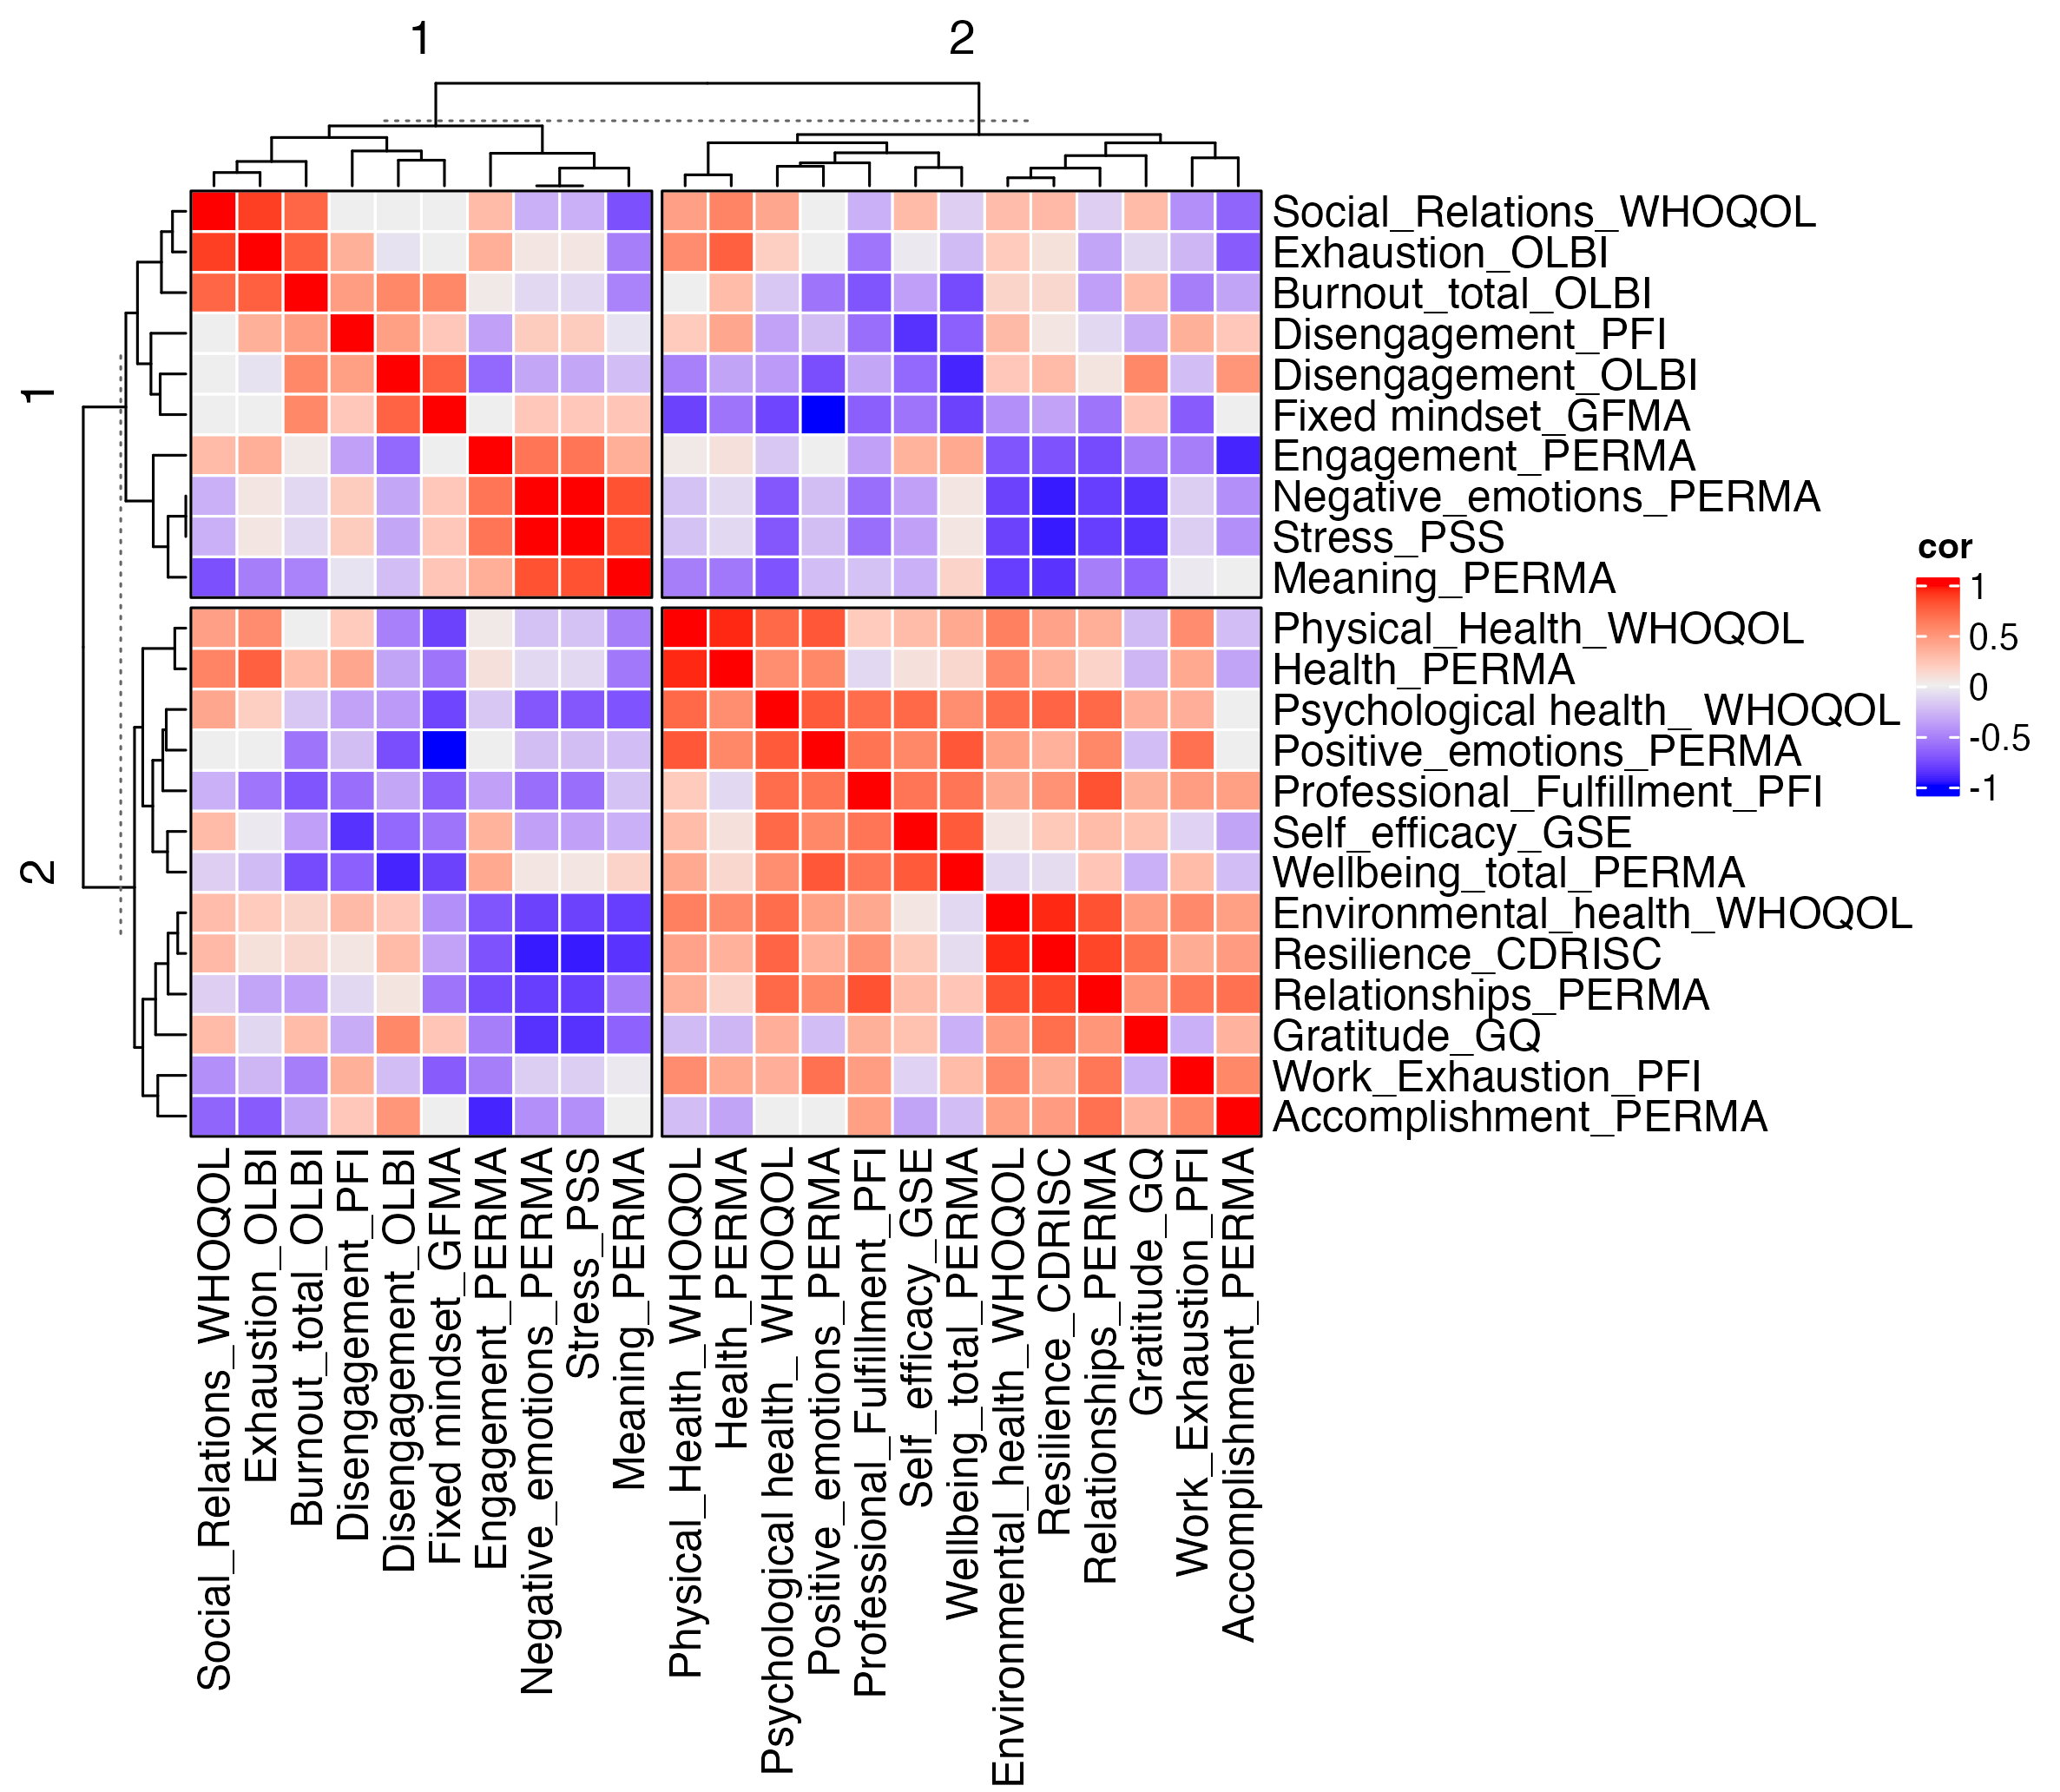 1
2
1
2
Social_Relations_WHOQOL
Exhaustion_OLBI
Burnout_total_OLBI
Disengagement_PFI
Disengagement_OLBI
Fixed mindset_GFMA
Engagement_PERMA
Negative_emotions_PERMA
Stress_PSS
Meaning_PERMA
Physical_Health_WHOQOL
Health_PERMA
Psychological health_ WHOQOL
Positive_emotions_PERMA
Professional_Fulfillment_PFI
Self_efficacy_GSE
Wellbeing_total_PERMA
Environmental_health_WHOQOL
Resilience_CDRISC
Relationships_PERMA
Gratitude_GQ
Work_Exhaustion_PFI
Accomplishment_PERMA
cor
1
0.5
0
-0.5
-1
Social_Relations_WHOQOL
Exhaustion_OLBI
Burnout_total_OLBI
Disengagement_PFI
Disengagement_OLBI
Fixed mindset_GFMA
Engagement_PERMA
Negative_emotions_PERMA
Stress_PSS
Meaning_PERMA
Physical_Health_WHOQOL
Health_PERMA
Psychological health_ WHOQOL
Positive_emotions_PERMA
Professional_Fulfillment_PFI
Self_efficacy_GSE
Wellbeing_total_PERMA
Environmental_health_WHOQOL
Resilience_CDRISC
Relationships_PERMA
Gratitude_GQ
Work_Exhaustion_PFI
Accomplishment_PERMA